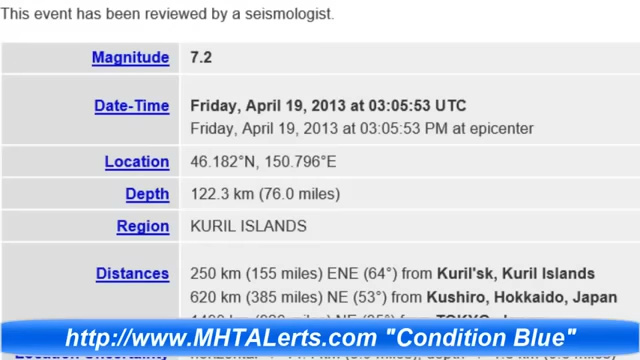 This event has been reviewed by a seismologist.
Magnitude 7.2
Date-Time Friday, April 19, 2013 at 03:05:53 UTC
Friday, April 19, 2013 at 03:05:53 PM at epicenter
Location 46.182°N, 150.796°E
Depth 122.3 km (76.0 miles)
Region KURIL ISLANDS
Distances 250 km (155 miles) ENE (64°) from Kuril'sk, Kuril Islands
620 km (385 miles) NE (53°) from Kushiro, Hokkaido, Japan
http://www.MHTALerts.com "Condition Blue"
Location Uncertainty